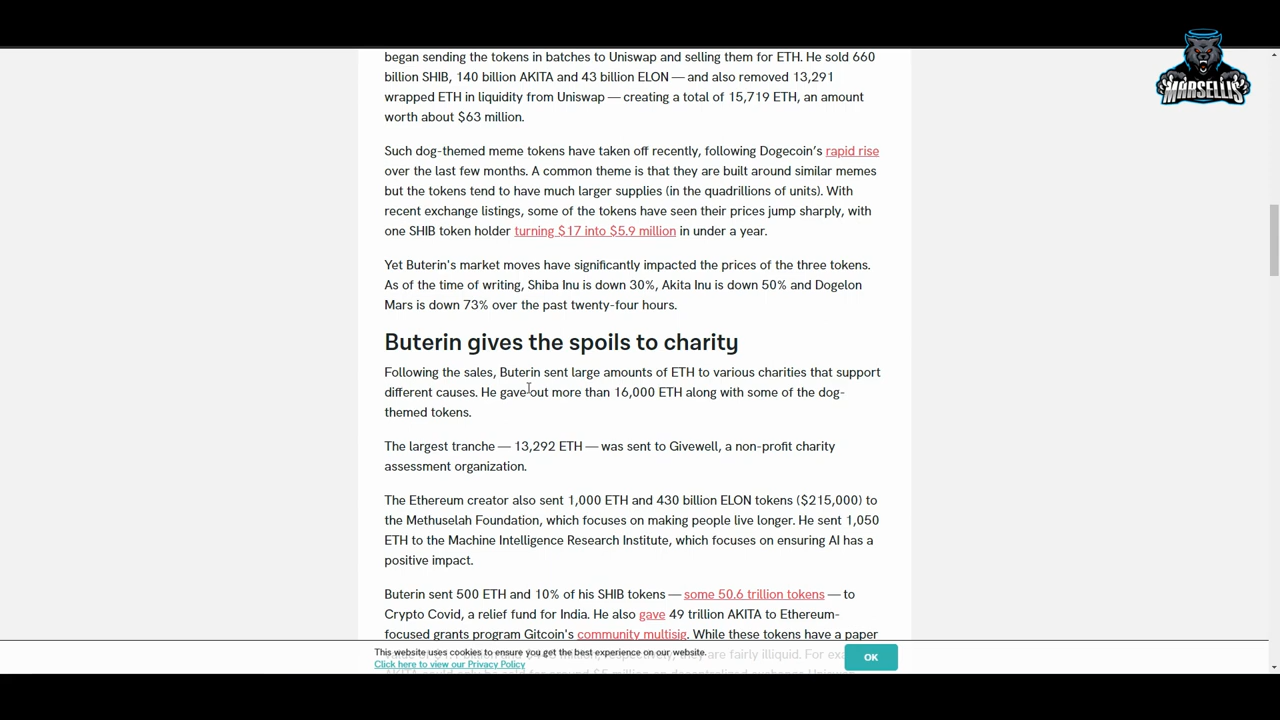 began sending the tokens in batches to Uniswap and selling them for ETH. He sold 660
billion SHIB, 140 billion AKITA and 43 billion ELON — and also removed 13,291
wrapped ETH in liquidity from Uniswap — creating a total of 15,719 ETH, an amount
worth about $63 million.
MARSELLIS
Such dog-themed meme tokens have taken off recently, following Dogecoin’s rapid rise
over the last few months. A common theme is that they are built around similar memes
but the tokens tend to have much larger supplies (in the quadrillions of units). With
recent exchange listings, some of the tokens have seen their prices jump sharply, with
one SHIB token holder turning $17 into $5.9 million in under a year.
Yet Buterin's market moves have significantly impacted the prices of the three tokens.
As of the time of writing, Shiba Inu is down 30%, Akita Inu is down 50% and Dogelon
Mars is down 73% over the past twenty-four hours.
Buterin gives the spoils to charity
Following the sales, Buterin sent large amounts of ETH to various charities that support
different causes. He gave out more than 16,000 ETH along with some of the dog-
themed tokens.
The largest tranche — 13,292 ETH — was sent to Givewell, a non-profit charity
assessment organization.
The Ethereum creator also sent 1,000 ETH and 430 billion ELON tokens ($215,000) to
the Methuselah Foundation, which focuses on making people live longer. He sent 1,050
ETH to the Machine Intelligence Research Institute, which focuses on ensuring AI has a
positive impact.
Buterin sent 500 ETH and 10% of his SHIB tokens — some 50.6 trillion tokens — to
Crypto Covid, a relief fund for India. He also gave 49 trillion AKITA to Ethereum-
focused grants program Gitcoin's community multisig. While these tokens have a paper
This website uses cookies to ensure you get the best experience on our website.
Click here to view our Privacy Policy
OK
they are fairly illiquid. For